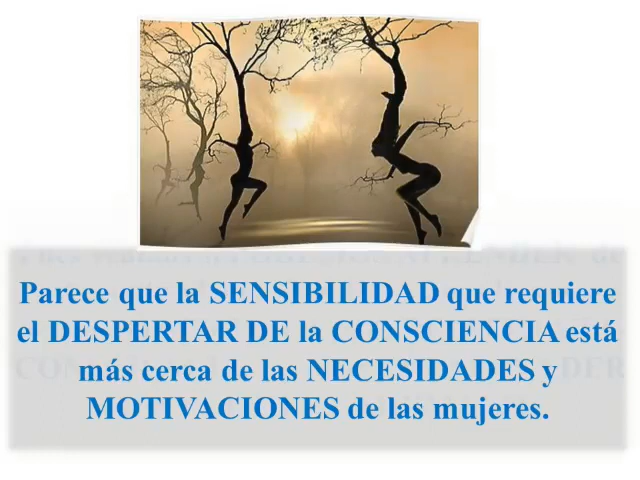 Parece que la SENSIBILIDAD que requiere
el DESPERTAR DE la CONSCIENCIA está
más cerca de las NECESIDADES y
MOTIVACIONES de las mujeres.